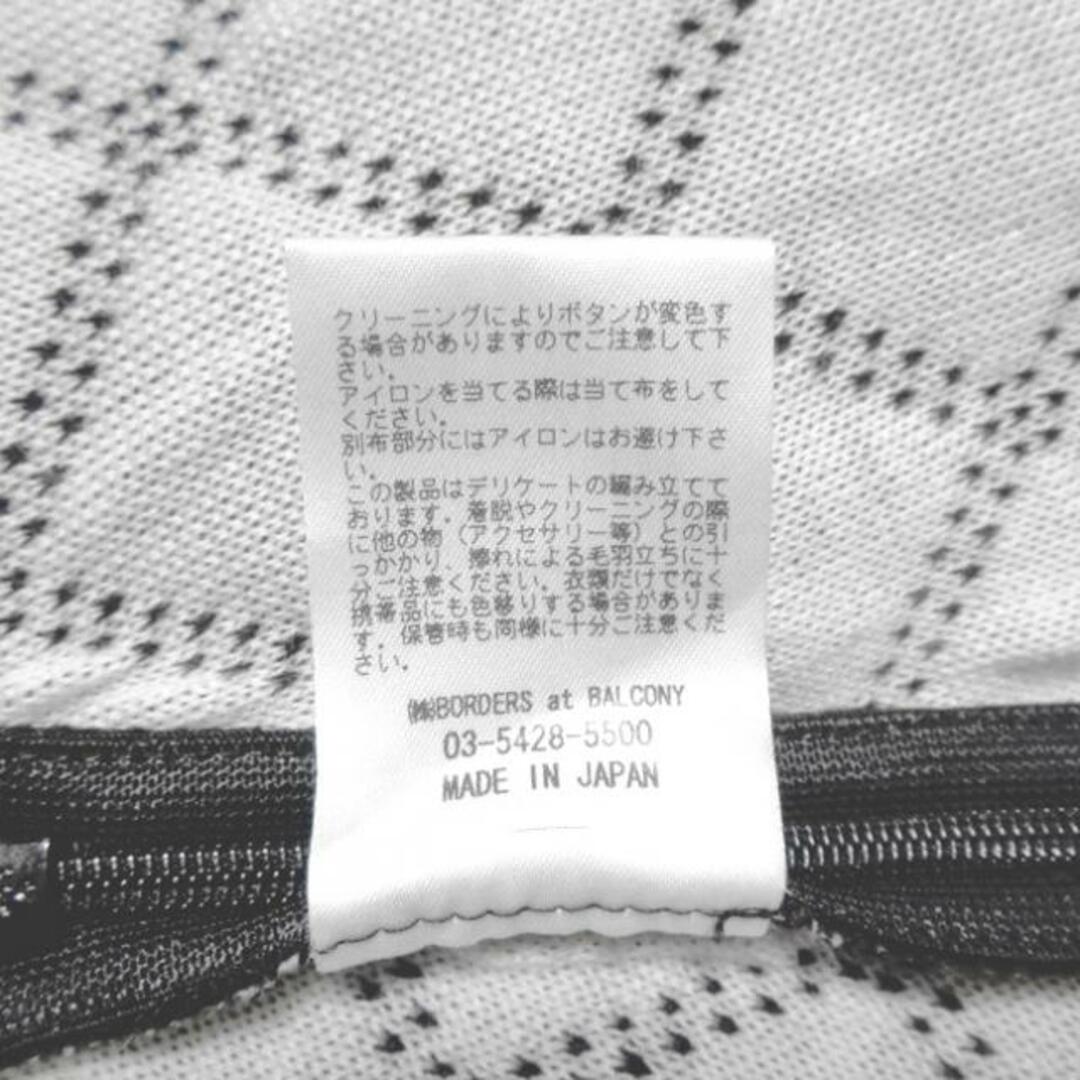 クリーニングによりボタンが変色す
る場合がありますのでご注意して下
さい。
アイロンを当てる際は当て布をして
ください。
別布部分にはアイロンはお避け下さ
い。
この製品はデリケートの編み立てて
おります。着脱やクリーニングの際
に他の物（アクセサリー等）との引
っかかり、擦れによる毛羽立ちに十
分ご注意ください。衣類だけでなく
携帯品にも色移りする場合がありま
す。保管時も同様に十分ご注意くだ
さい。
㈱BORDERS at BALCONY
03-5428-5500
MADE IN JAPAN